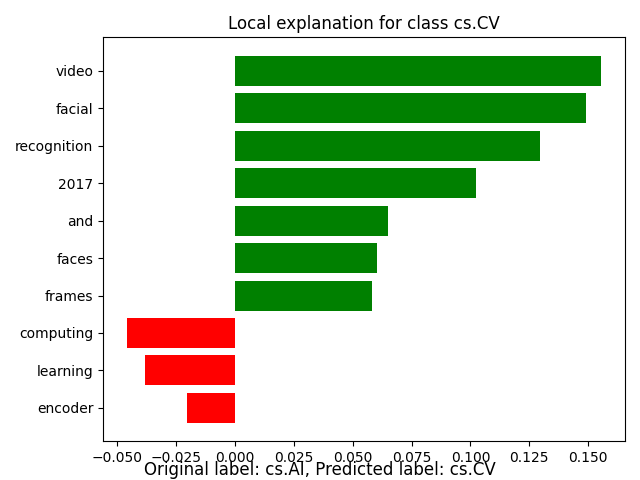 Local explanation for class cs.CV
video
facial
recognition
2017
and
faces
frames
computing
learning
encoder
−0.050 −0.025 0.000 0.025 0.050 0.075 0.100 0.125 0.150
Original label: cs.AI, Predicted label: cs.CV